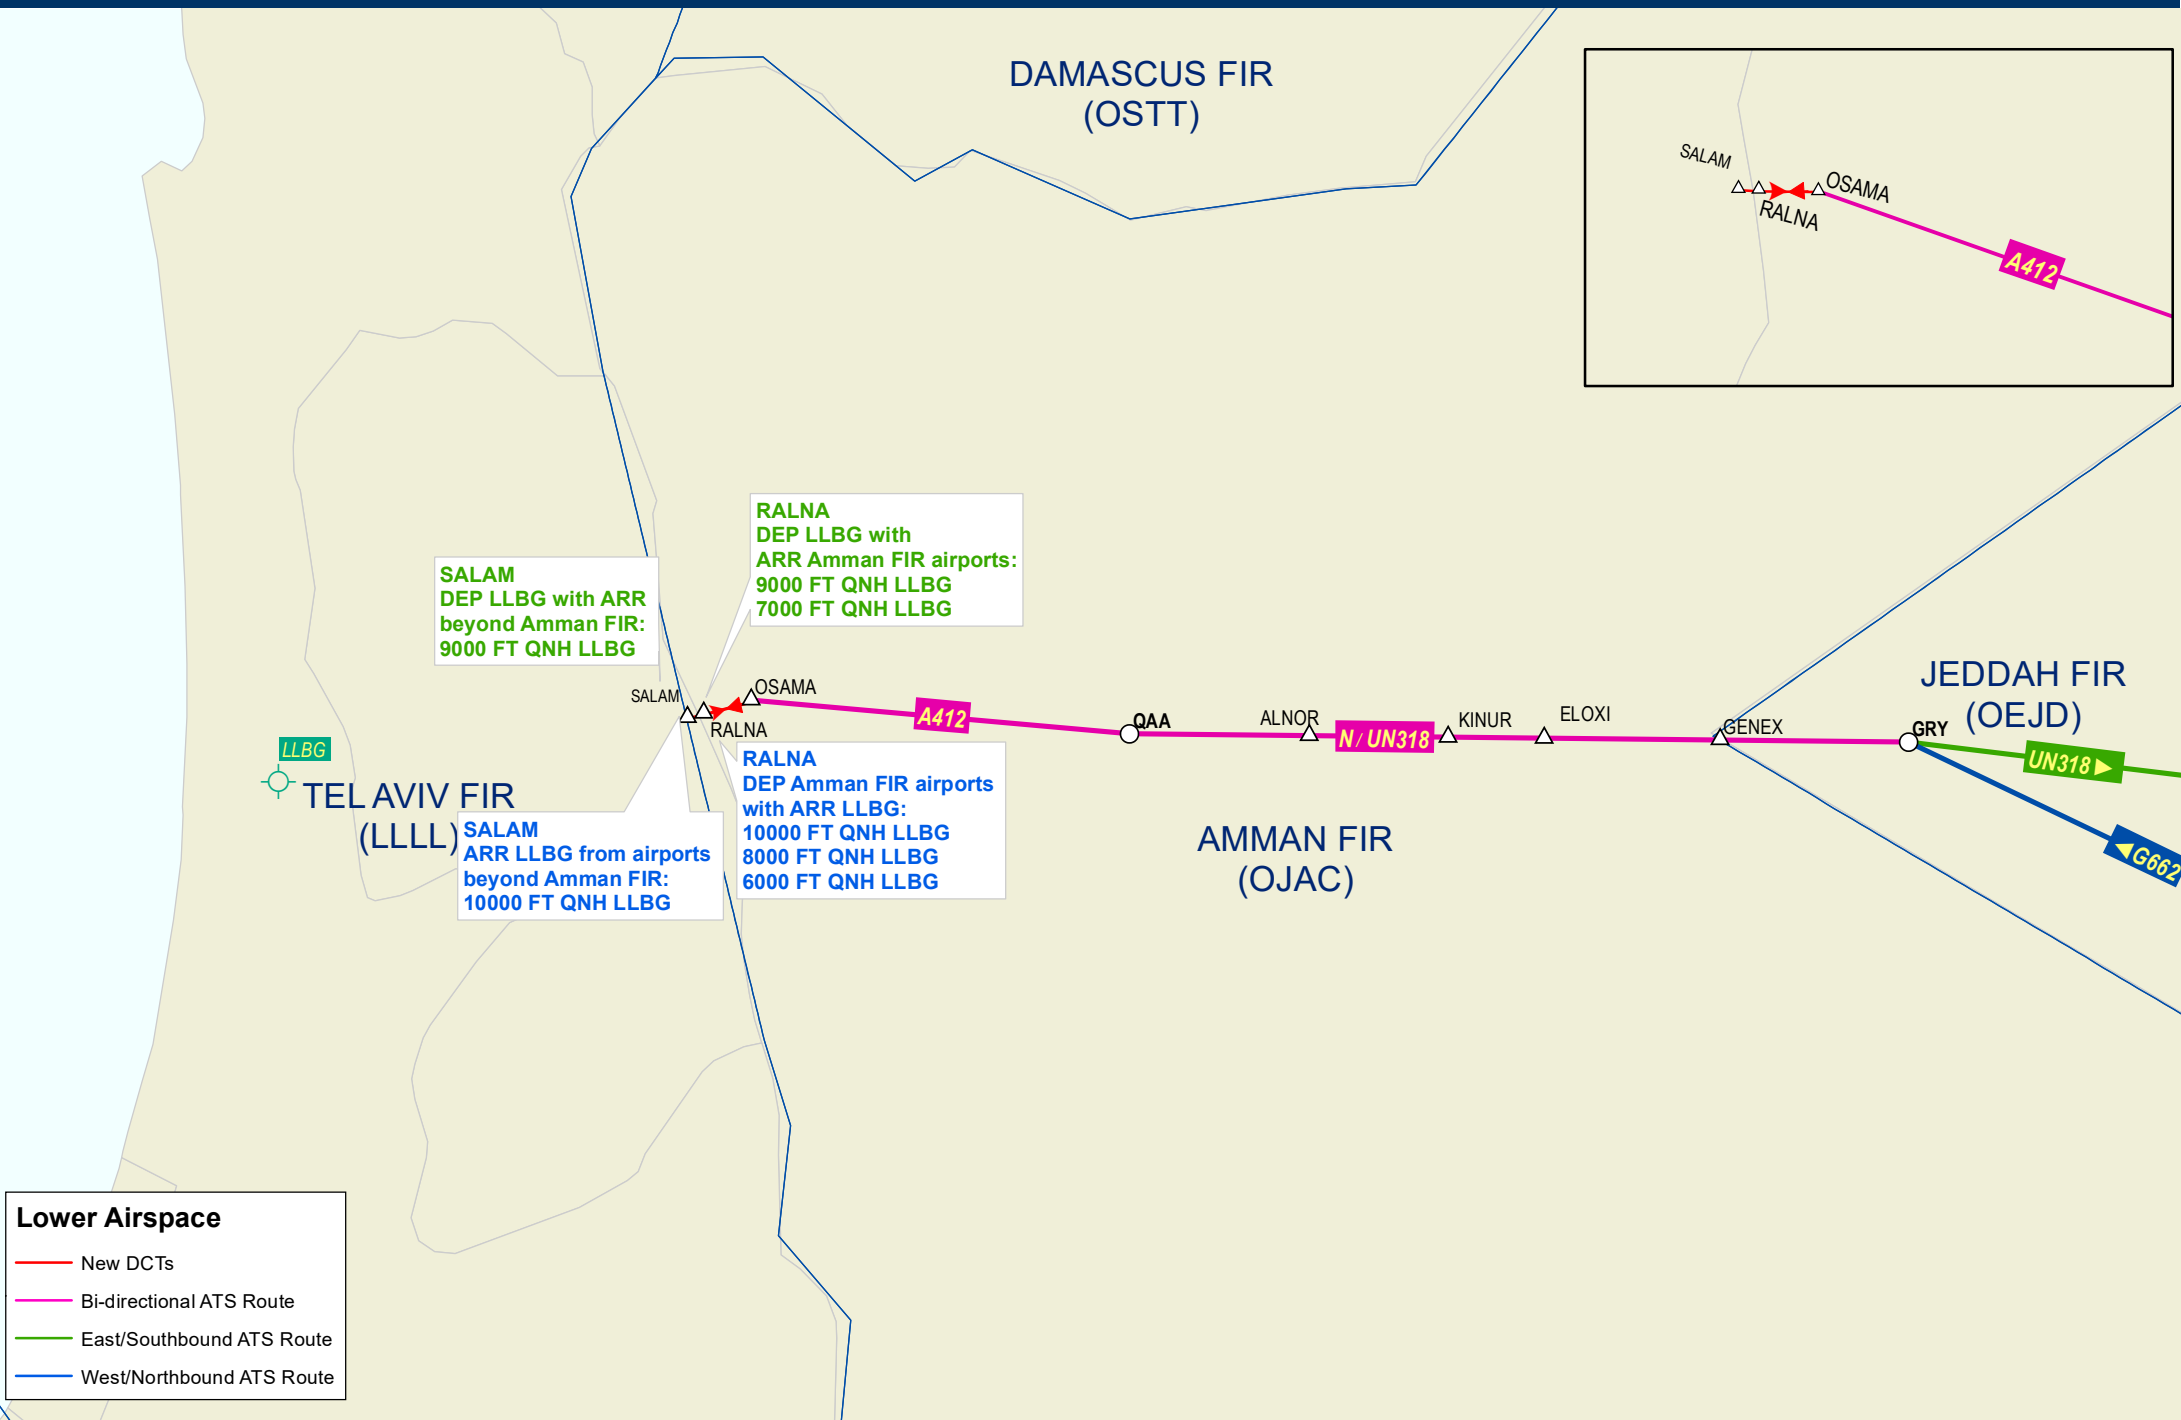 DAMASCUS FIR
(OSTT)
SALAM
OSAMA
RALNA
A412
RALNA
DEP LLBG with
ARR Amman FIR airports:
9000 FT QNH LLBG
7000 FT QNH LLBG
SALAM
DEP LLBG with ARR
beyond Amman FIR:
9000 FT QNH LLBG
SALAM
OSAMA
RALNA
A412
QAA
ALNOR
N / UN318
KINUR
ELOXI
GENEX
GRY
JEDDAH FIR
(OEJD)
UN318
G662
LLBG
TEL AVIV FIR
(LLLL)
RALNA
DEP Amman FIR airports
with ARR LLBG:
10000 FT QNH LLBG
8000 FT QNH LLBG
6000 FT QNH LLBG
SALAM
ARR LLBG from airports
beyond Amman FIR:
10000 FT QNH LLBG
AMMAN FIR
(OJAC)
Lower Airspace
New DCTs
Bi-directional ATS Route
East/Southbound ATS Route
West/Northbound ATS Route